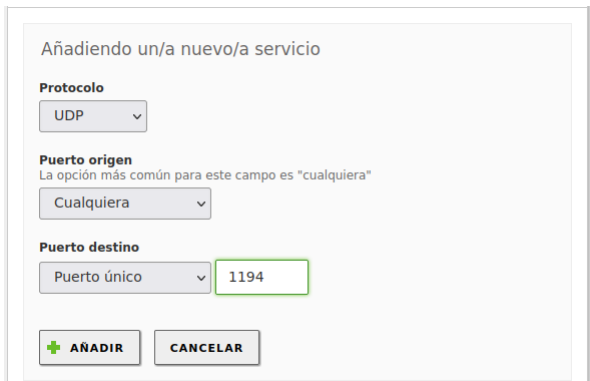 Añadiendo un/a nuevo/a servicio
Protocolo
UDP
Puerto origen
La opción más común para este campo es "cualquiera"
Cualquiera
Puerto destino
Puerto único 1194
AÑADIR CANCELAR